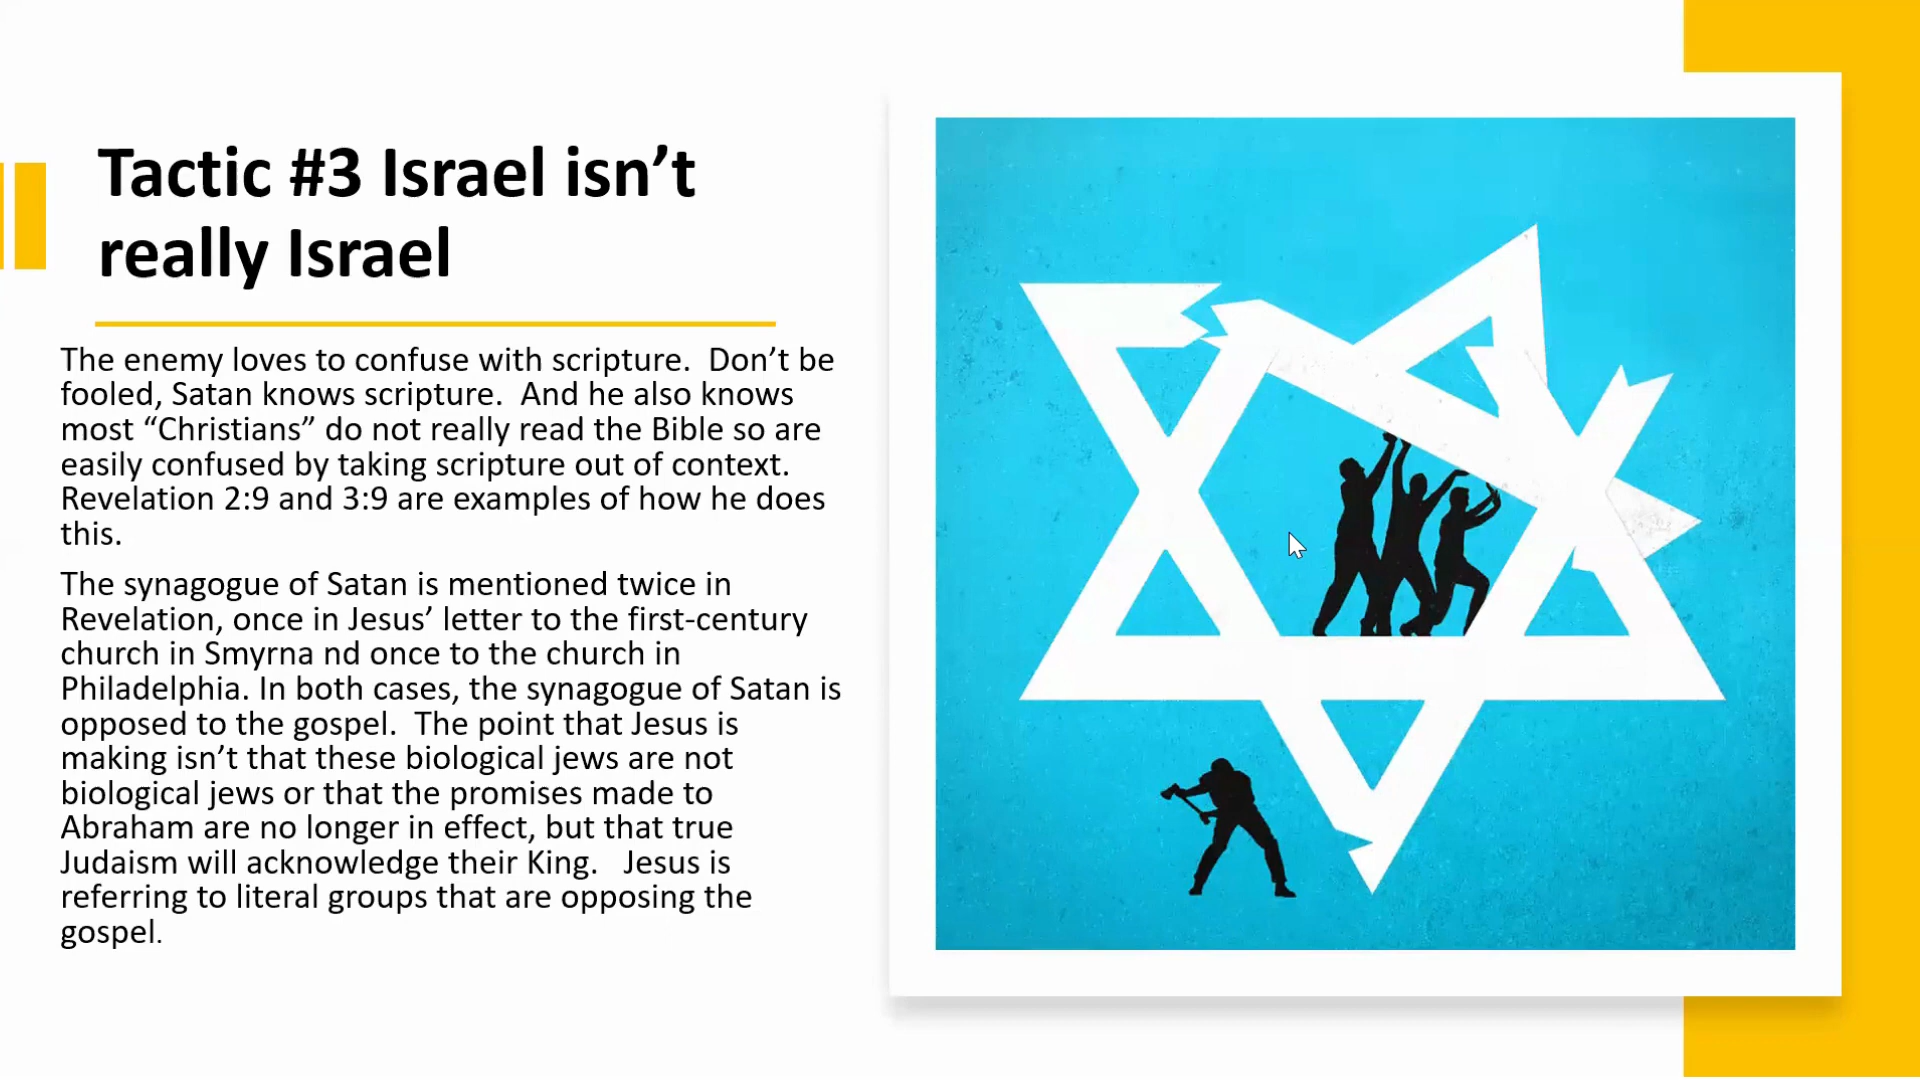 Tactic #3 Israel isn’t
really Israel
The enemy loves to confuse with scripture.  Don’t be
fooled, Satan knows scripture.  And he also knows
most “Christians” do not really read the Bible so are
easily confused by taking scripture out of context.
Revelation 2:9 and 3:9 are examples of how he does
this.
The synagogue of Satan is mentioned twice in
Revelation, once in Jesus’ letter to the first-century
church in Smyrna nd once to the church in
Philadelphia. In both cases, the synagogue of Satan is
opposed to the gospel.  The point that Jesus is
making isn’t that these biological jews are not
biological jews or that the promises made to
Abraham are no longer in effect, but that true
Judaism will acknowledge their King.   Jesus is
referring to literal groups that are opposing the
gospel.